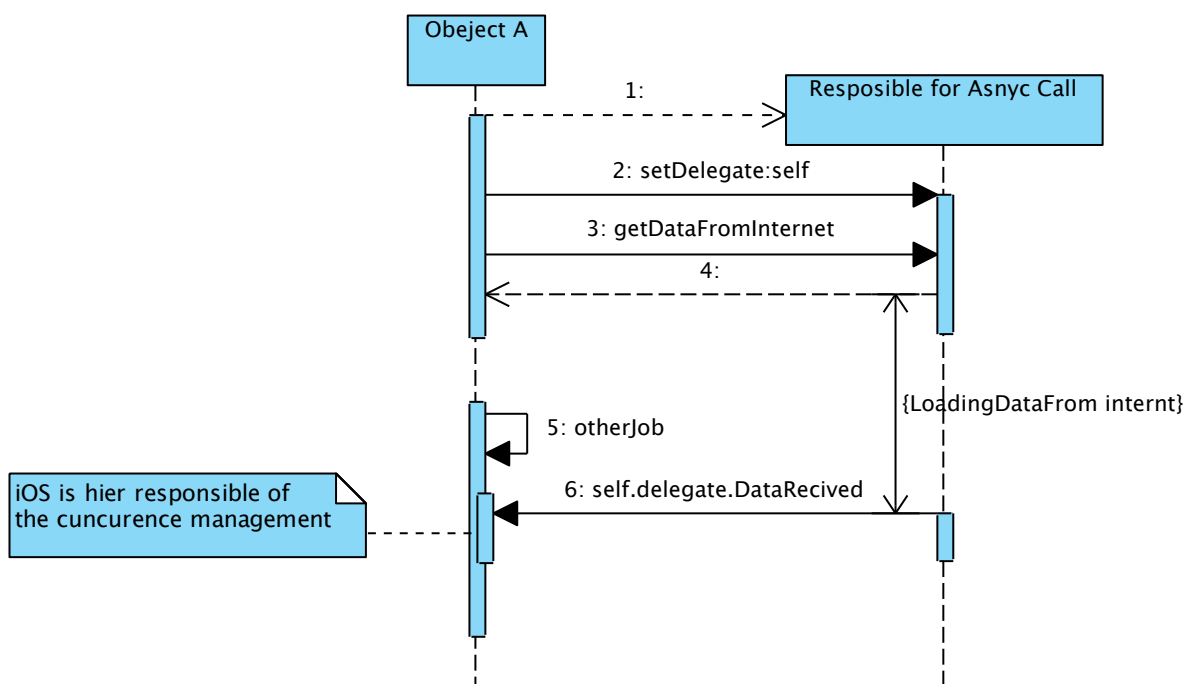 Obeject A
1:
Resposible for Asnyc Call
2: setDelegate:self
3: getDataFromInternet
4:
{LoadingDataFrom internt}
5: otherJob
6: self.delegate.DataRecived
iOS is hier responsible of
the cuncurence management